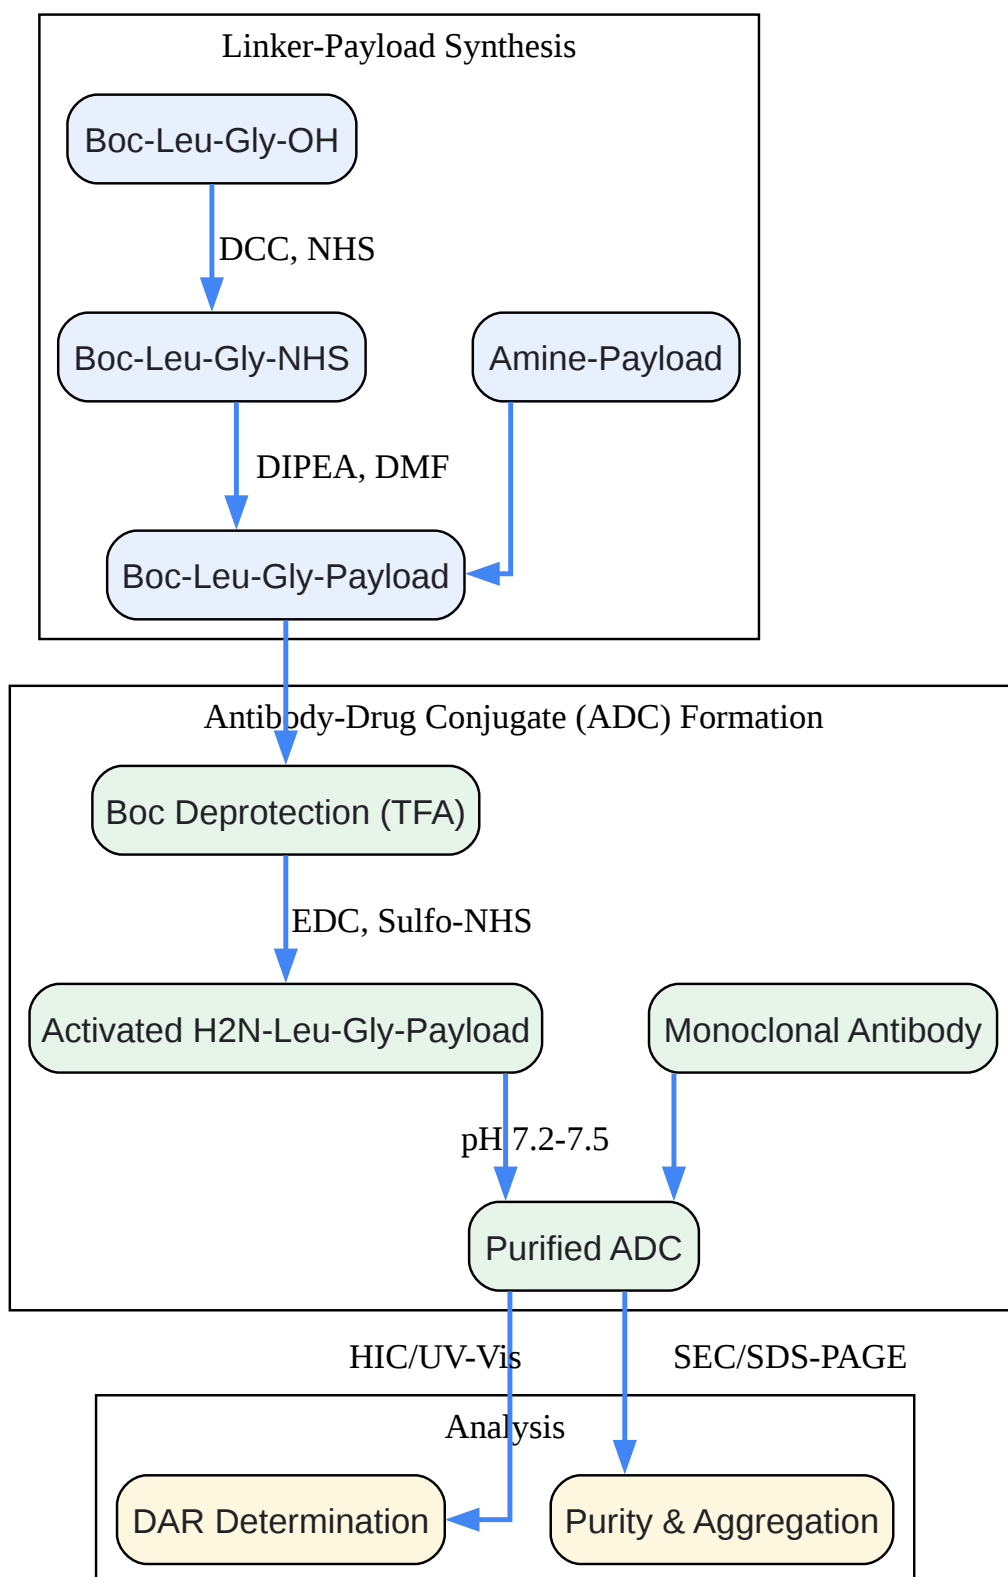 Linker-Payload Synthesis
Boc-Leu-Gly-OH
DCC, NHS
Boc-Leu-Gly-NHS
Amine-Payload
DIPEA, DMF
Boc-Leu-Gly-Payload
Antibody-Drug Conjugate (ADC) Formation
Boc Deprotection (TFA)
EDC, Sulfo-NHS
Activated H2N-Leu-Gly-Payload
Monoclonal Antibody
pH 7.2-7.5
Purified ADC
HIC/UV-Vis
SEC/SDS-PAGE
Analysis
DAR Determination
Purity & Aggregation